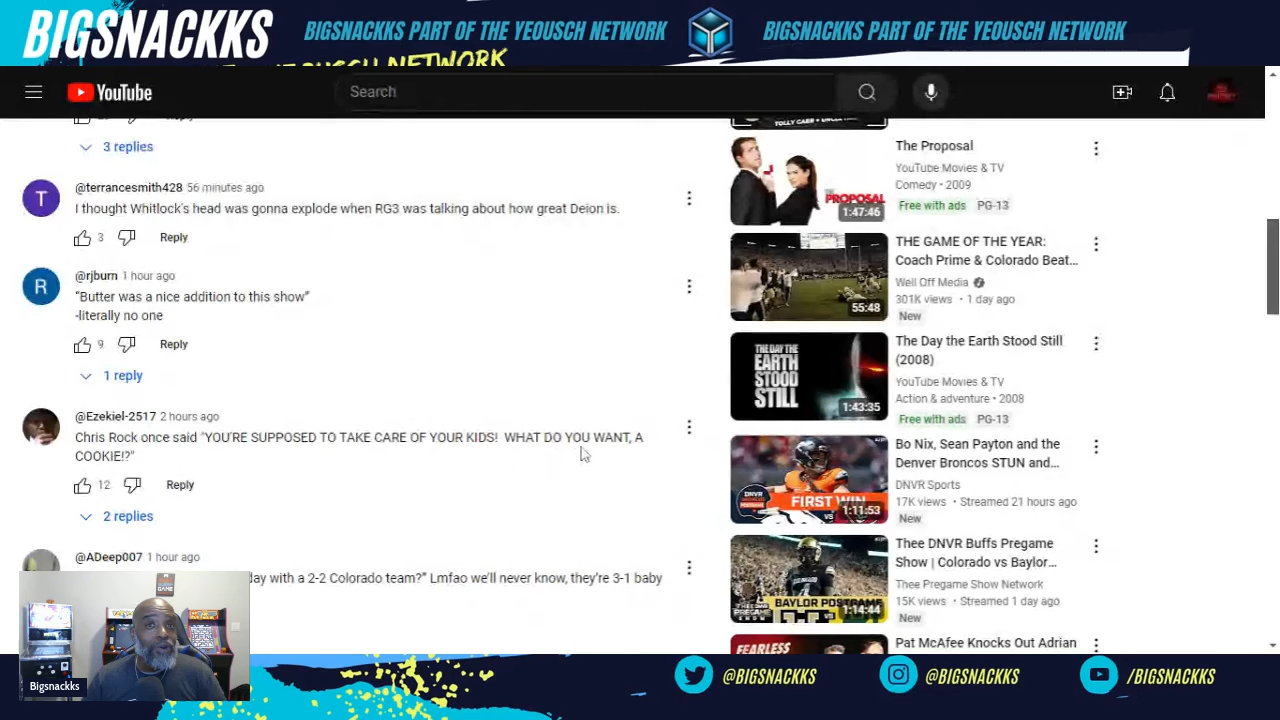 BIGSNACKKS
BIGSNACKKS PART OF THE YEOUSCH NETWORK
BIGSNACKKS PART OF THE YEOUSCH NETWORK
YouTube
Search
3 replies
@terrancesmith428 56 minutes ago
I thought Whitlock's head was gonna explode when RG3 was talking about how great Deion is.
3 Reply
@rjburn 1 hour ago
“Butter was a nice addition to this show”
-literally no one
9 Reply
1 reply
@Ezekiel-2517 2 hours ago
Chris Rock once said "YOU'RE SUPPOSED TO TAKE CARE OF YOUR KIDS! WHAT DO YOU WANT, A
COOKIE!?"
12 Reply
2 replies
@ADeep007 1 hour ago
day with a 2-2 Colorado team?” Lmfao we'll never know, they're 3-1 baby
Bigsnackks
The Proposal
YouTube Movies & TV
Comedy • 2009
Free with ads PG-13
PROPOSAL
1:47:46
THE GAME OF THE YEAR:
Coach Prime & Colorado Beat...
Well Off Media
301K views • 1 day ago
New
55:48
The Day the Earth Stood Still
(2008)
YouTube Movies & TV
Action & adventure • 2008
Free with ads PG-13
THE DAY THE
EARTH
STOOD
STILL
1:43:35
Bo Nix, Sean Payton and the
Denver Broncos STUN and...
DNVR Sports
17K views • Streamed 21 hours ago
New
FIRST WIN
1:11:53
Thee DNVR Buffs Pregame
Show | Colorado vs Baylor...
Thee Pregame Show Network
15K views • Streamed 1 day ago
New
BAYLOR POSTGAME
1:14:44
Pat McAfee Knocks Out Adrian
FEARLESS
@BIGSNACKKS
@BIGSNACKKS
/BIGSNACKKS